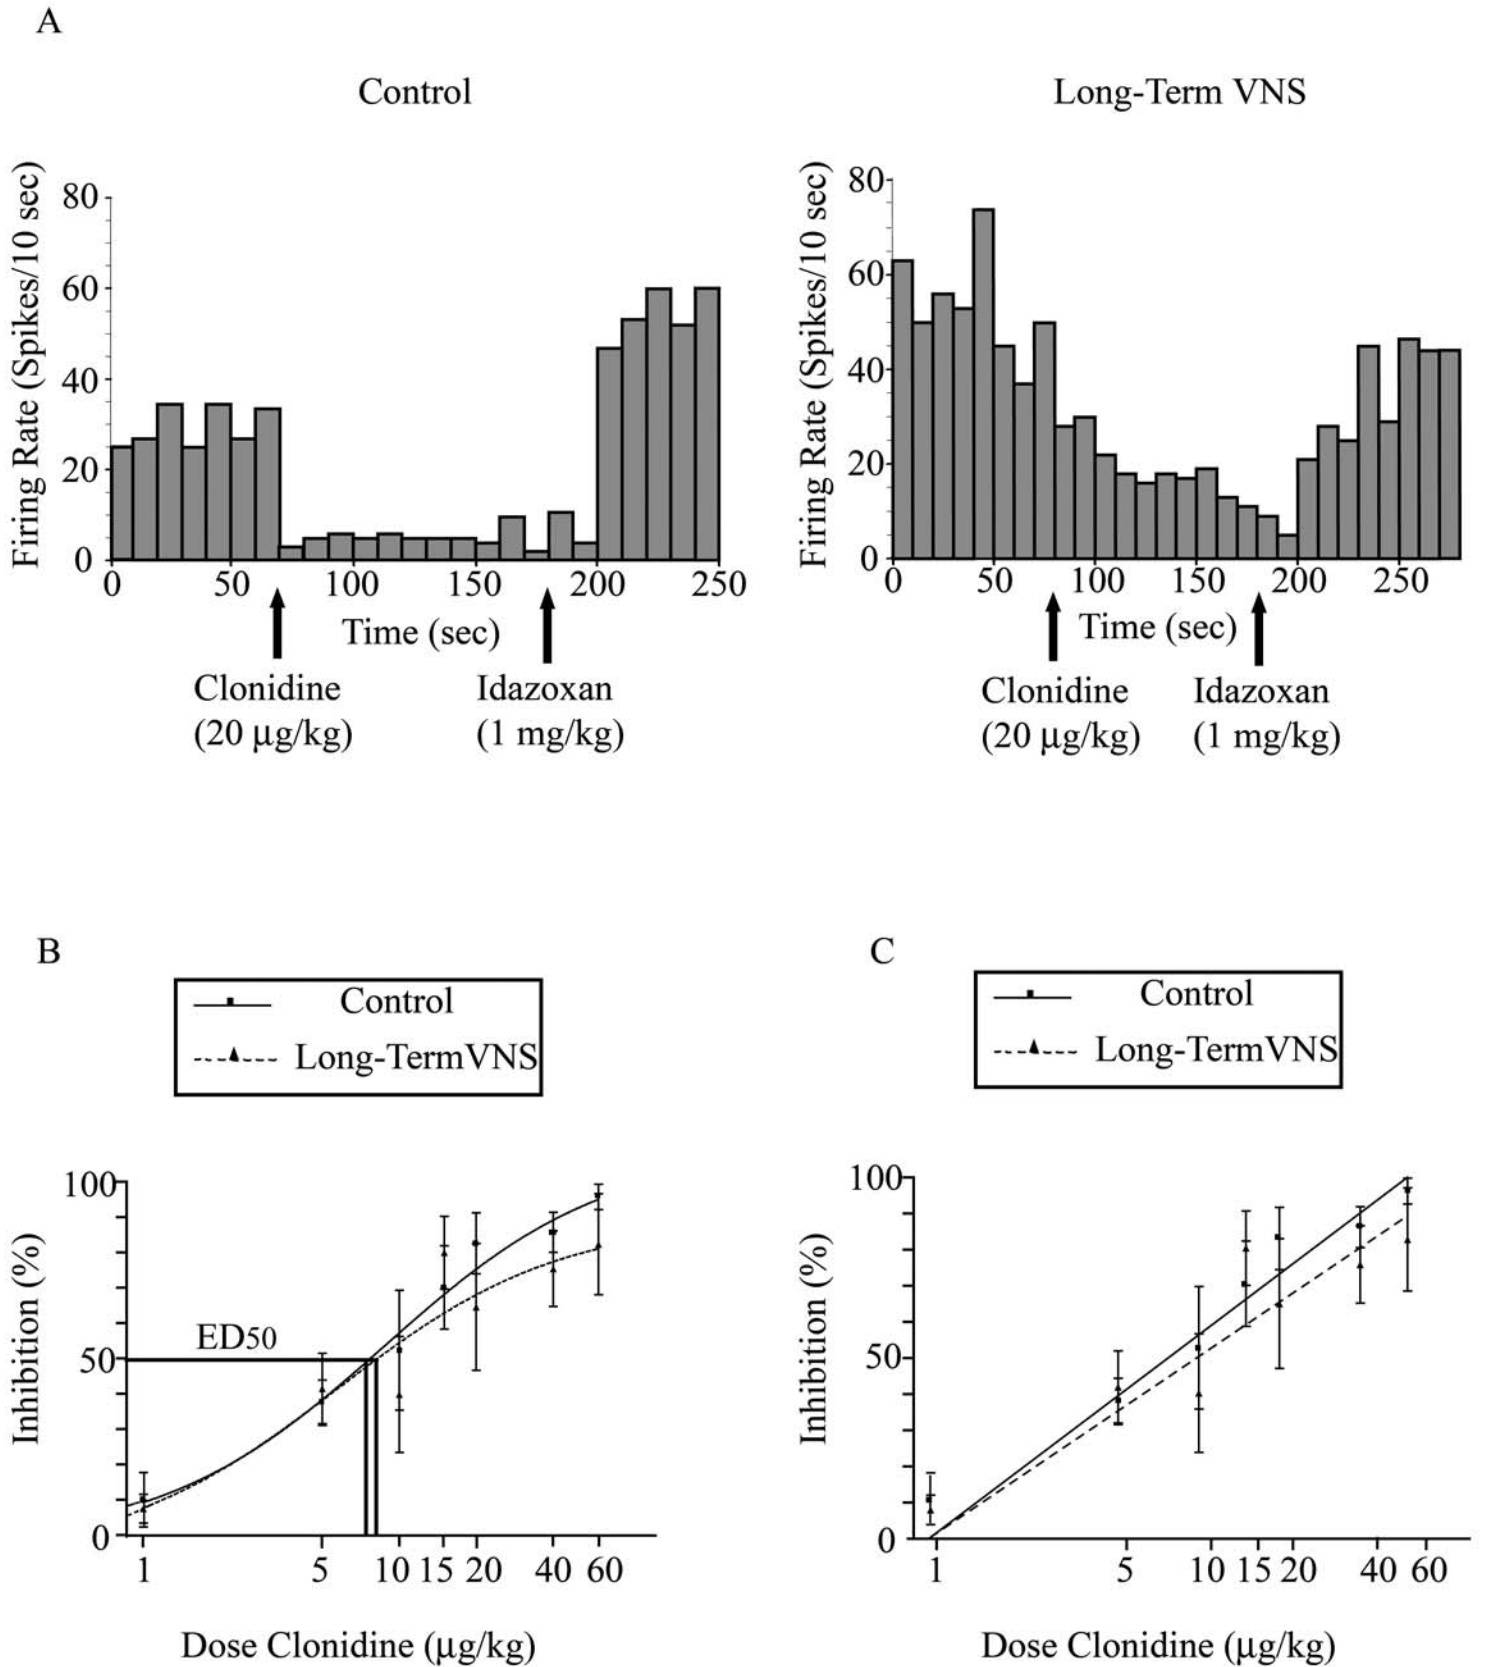 A
Control
Long-Term VNS
Firing Rate (Spikes/10 sec)
80
60
40
20
0
0 50 100 150 200 250
Time (sec)
Clonidine
(20 μg/kg)
Idazoxan
(1 mg/kg)
Firing Rate (Spikes/10 sec)
80
60
40
20
0
0 50 100 150 200 250
Time (sec)
Clonidine
(20 μg/kg)
Idazoxan
(1 mg/kg)
B
Control
Long-TermVNS
Inhibition (%)
100
50
0
ED50
1 5 10 15 20 40 60
Dose Clonidine (μg/kg)
C
Control
Long-TermVNS
Inhibition (%)
100
50
0
1 5 10 15 20 40 60
Dose Clonidine (μg/kg)